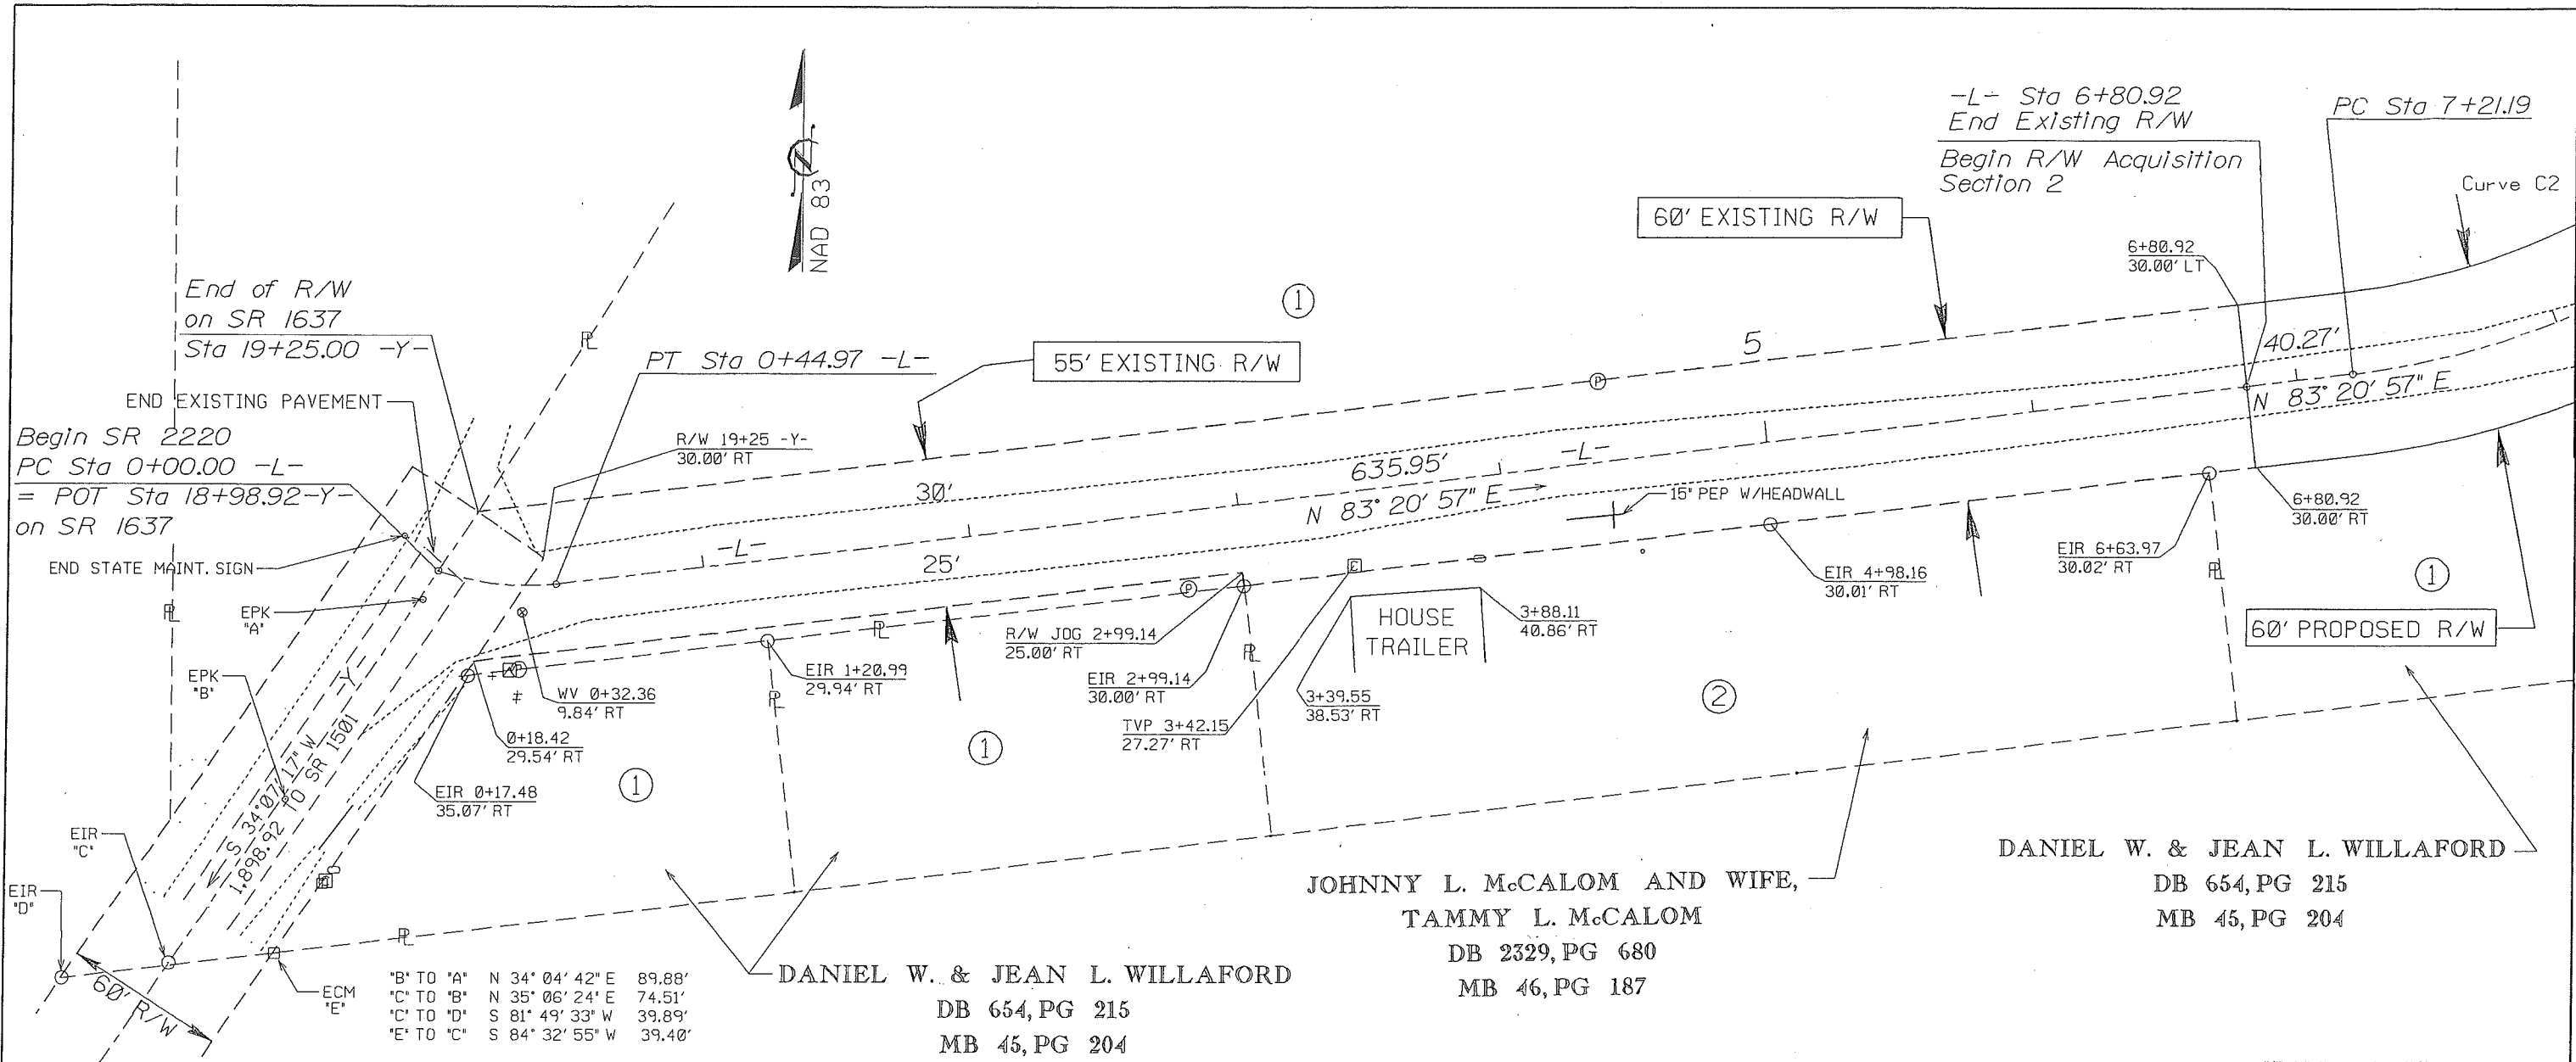 NAD 83
-L- Sta 6+80.92
End Existing R/W
Begin R/W Acquisition
Section 2
PC Sta 7+21.19
Curve C2
60' EXISTING R/W
6+80.92
30.00' LT
End of R/W
on SR 1637
Sta 19+25.00 -Y-
PL
1
5
40.27'
N 83° 20' 57" E
PT Sta 0+44.97 -L-
55' EXISTING R/W
P
END EXISTING PAVEMENT
Begin SR 2220
PC Sta 0+00.00 -L-
= POT Sta 18+98.92-Y-
on SR 1637
R/W 19+25 -Y-
30.00' RT
30'
635.95'
-L-
N 83° 20' 57" E
15" PEP W/HEADWALL
6+80.92
30.00' RT
END STATE MAINT. SIGN
-L-
25'
EIR 4+98.16
30.01' RT
EIR 6+63.97
30.02' RT
PL
1
60' PROPOSED R/W
PL
EPK
"A"
P
E
HOUSE
TRAILER
3+88.11
40.86' RT
R/W JOG 2+99.14
25.00' RT
PL
PL
EIR 1+20.99
29.94' RT
EIR 2+99.14
30.00' RT
3+39.55
38.53' RT
TVP 3+42.15
27.27' RT
2
EPK
"B"
-Y-
P
WV 0+32.36
9.84' RT
PL
0+18.42
29.54' RT
1
1
EIR 0+17.48
35.07' RT
S 34°07'17" W
1,898.92 TO SR 1501
EIR
"C"
EIR
"D"
PL
60' R/W
ECM
"E"
"B" TO "A" N 34° 04' 42" E 89.88'
"C" TO "B" N 35° 06' 24" E 74.51'
"C" TO "D" S 81° 49' 33" W 39.89'
"E" TO "C" S 84° 32' 55" W 39.40'
DANIEL W. & JEAN L. WILLAFORD
DB 654, PG 215
MB 45, PG 204
JOHNNY L. McCALOM AND WIFE,
TAMMY L. McCALOM
DB 2329, PG 680
MB 46, PG 187
DANIEL W. & JEAN L. WILLAFORD
DB 654, PG 215
MB 45, PG 204